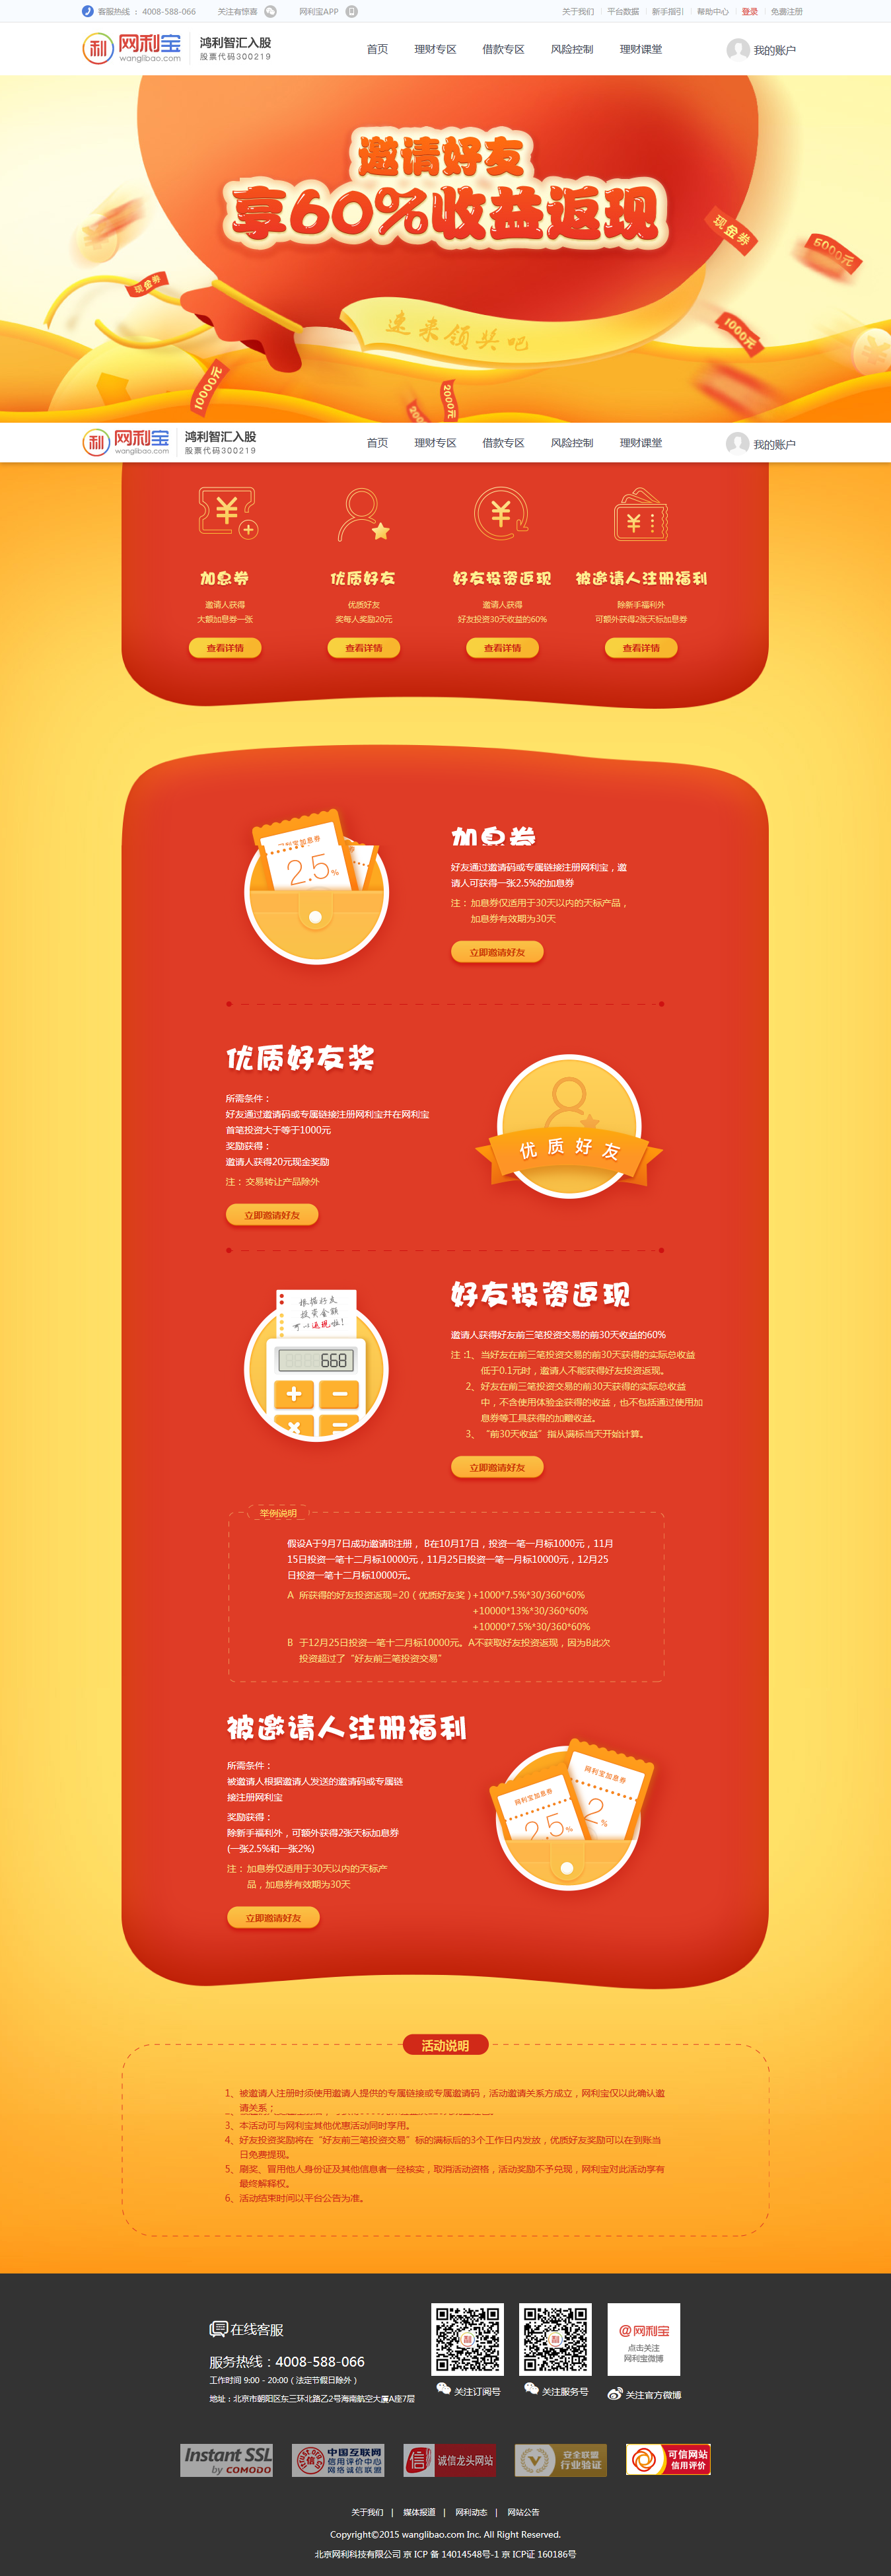 客服热线 ： 4008-588-066 关注有惊喜 网利宝APP 关于我们 平台数据 新手指引 帮助中心 登录 免费注册
利 网利宝 wanglibao.com 鸿利智汇入股 股票代码300219 首页 理财专区 借款专区 风险控制 理财课堂 我的账户
邀请好友
享60%收益返现
现金券
5000元
现金券
速来领奖吧
1000元
10000元
2000元
利 网利宝 wanglibao.com 鸿利智汇入股 股票代码300219 首页 理财专区 借款专区 风险控制 理财课堂 我的账户
加息券 优质好友 好友投资返现 被邀请人注册福利
邀请人获得 优质好友 邀请人获得 除新手福利外
大额加息券一张 奖每人奖励20元 好友投资30天收益的60% 可额外获得2张天标加息券
查看详情 查看详情 查看详情 查看详情
加息券
2.5%
好友通过邀请码或专属链接注册网利宝，邀
请人可获得一张2.5%的加息券
注： 加息券仅适用于30天以内的天标产品，
加息券有效期为30天
立即邀请好友
优质好友奖
所需条件：
好友通过邀请码或专属链接注册网利宝并在网利宝
首笔投资大于等于1000元
奖励获得：
邀请人获得20元现金奖励
注： 交易转让产品除外
立即邀请好友
优质好友
好友投资返现
根据好友
投资金额
可以返现啦！
668
邀请人获得好友前三笔投资交易的前30天收益的60%
注：1、 当好友在前三笔投资交易的前30天获得的实际总收益
低于0.1元时，邀请人不能获得好友投资返现。
2、 好友在前三笔投资交易的前30天获得的实际总收益
中，不含使用体验金获得的收益，也不包括通过使用加
息券等工具获得的加赠收益。
3、 “前30天收益”指从满标当天开始计算。
立即邀请好友
举例说明
假设A于9月7日成功邀请B注册， B在10月17日，投资一笔一月标1000元，11月
15日投资一笔十二月标10000元，11月25日投资一笔一月标10000元，12月25
日投资一笔十二月标10000元。
A 所获得的好友投资返现=20（优质好友奖）+1000*7.5%*30/360*60%
+10000*13%*30/360*60%
+10000*7.5%*30/360*60%
B 于12月25日投资一笔十二月标10000元。A不获取好友投资返现，因为B此次
投资超过了“好友前三笔投资交易”
被邀请人注册福利
所需条件：
被邀请人根据邀请人发送的邀请码或专属链
接注册网利宝
奖励获得：
除新手福利外，可额外获得2张天标加息券
(一张2.5%和一张2%)
注： 加息券仅适用于30天以内的天标产
品，加息券有效期为30天
立即邀请好友
网利宝加息券
2.5%
网利宝加息券
2%
活动说明
1、被邀请人注册时须使用邀请人提供的专属链接或专属邀请码，活动邀请关系方成立，网利宝仅以此确认邀
请关系；
3、本活动可与网利宝其他优惠活动同时享用。
4、好友投资奖励将在“好友前三笔投资交易”标的满标后的3个工作日内发放，优质好友奖励可以在到账当
日免费提现。
5、刷奖、冒用他人身份证及其他信息者一经核实，取消活动资格，活动奖励不予兑现，网利宝对此活动享有
最终解释权。
6、活动结束时间以平台公告为准。
在线客服
服务热线：4008-588-066
工作时间 9:00 - 20:00（法定节假日除外）
地址：北京市朝阳区东三环北路乙2号海南航空大厦A座7层
@网利宝
点击关注
网利宝微博
关注订阅号 关注服务号 关注官方微博
Instant SSL by COMODO
中国互联网
信用评价中心
网络诚信联盟
信 诚信龙头网站
安全联盟
行业验证
可信网站
信用评价
关于我们 | 媒体报道 | 网利动态 | 网站公告
Copyright©2015 wanglibao.com Inc. All Right Reserved.
北京网利科技有限公司 京 ICP 备 14014548号-1 京 ICP证 160186号